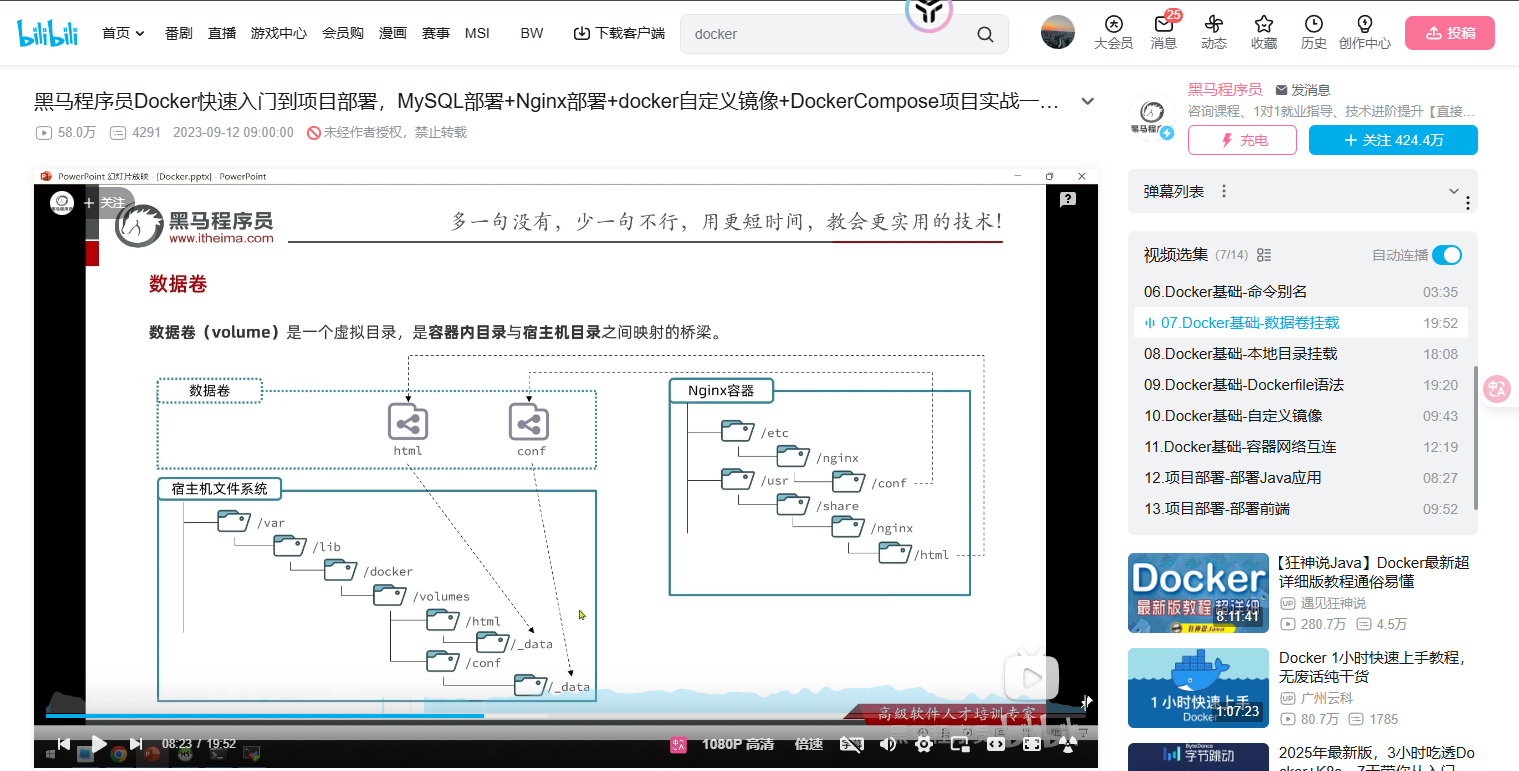 bilibili
首页
番剧
直播
游戏中心
会员购
漫画
赛事
MSI
BW
下载客户端
docker
大会员
25
消息
动态
收藏
历史
创作中心
投稿
黑马程序员Docker快速入门到项目部署，MySQL部署+Nginx部署+docker自定义镜像+DockerCompose项目实战一…
58.0万
4291
2023-09-12 09:00:00
未经作者授权，禁止转载
PowerPoint 幻灯片放映 - [Docker.pptx] - PowerPoint
+ 关注
黑马程序员
www.itheima.com
多一句没有，少一句不行，用更短时间，教会更实用的技术！
数据卷
数据卷（volume）是一个虚拟目录，是容器内目录与宿主机目录之间映射的桥梁。
数据卷
html
conf
宿主机文件系统
/var
/lib
/docker
/volumes
/html
/_data
/conf
/_data
Nginx容器
/etc
/nginx
/usr
/conf
/share
/nginx
/html
高级软件人才培训专家
08:23 / 19:52
1080P 高清
倍速
黑马程序员
发消息
咨询课程、1对1就业指导、技术进阶提升【直接…
充电
+ 关注 424.4万
弹幕列表
视频选集
(7/14)
自动连播
06.Docker基础-命令别名 03:35
07.Docker基础-数据卷挂载 19:52
08.Docker基础-本地目录挂载 18:08
09.Docker基础-Dockerfile语法 19:20
10.Docker基础-自定义镜像 09:43
11.Docker基础-容器网络互连 12:19
12.项目部署-部署Java应用 08:27
13.项目部署-部署前端 09:52
Docker
最新版教程 超详细
狂神说Java
8:11:41
【狂神说Java】Docker最新超
详细版教程通俗易懂
UP 遇见狂神说
280.7万
4.5万
1 小时快速上手
Docker
1:07:23
Docker 1小时快速上手教程，
无废话纯干货
UP 广州云科
80.7万
1785
ByteDance
字节跳动
2025年最新版，3小时吃透Do